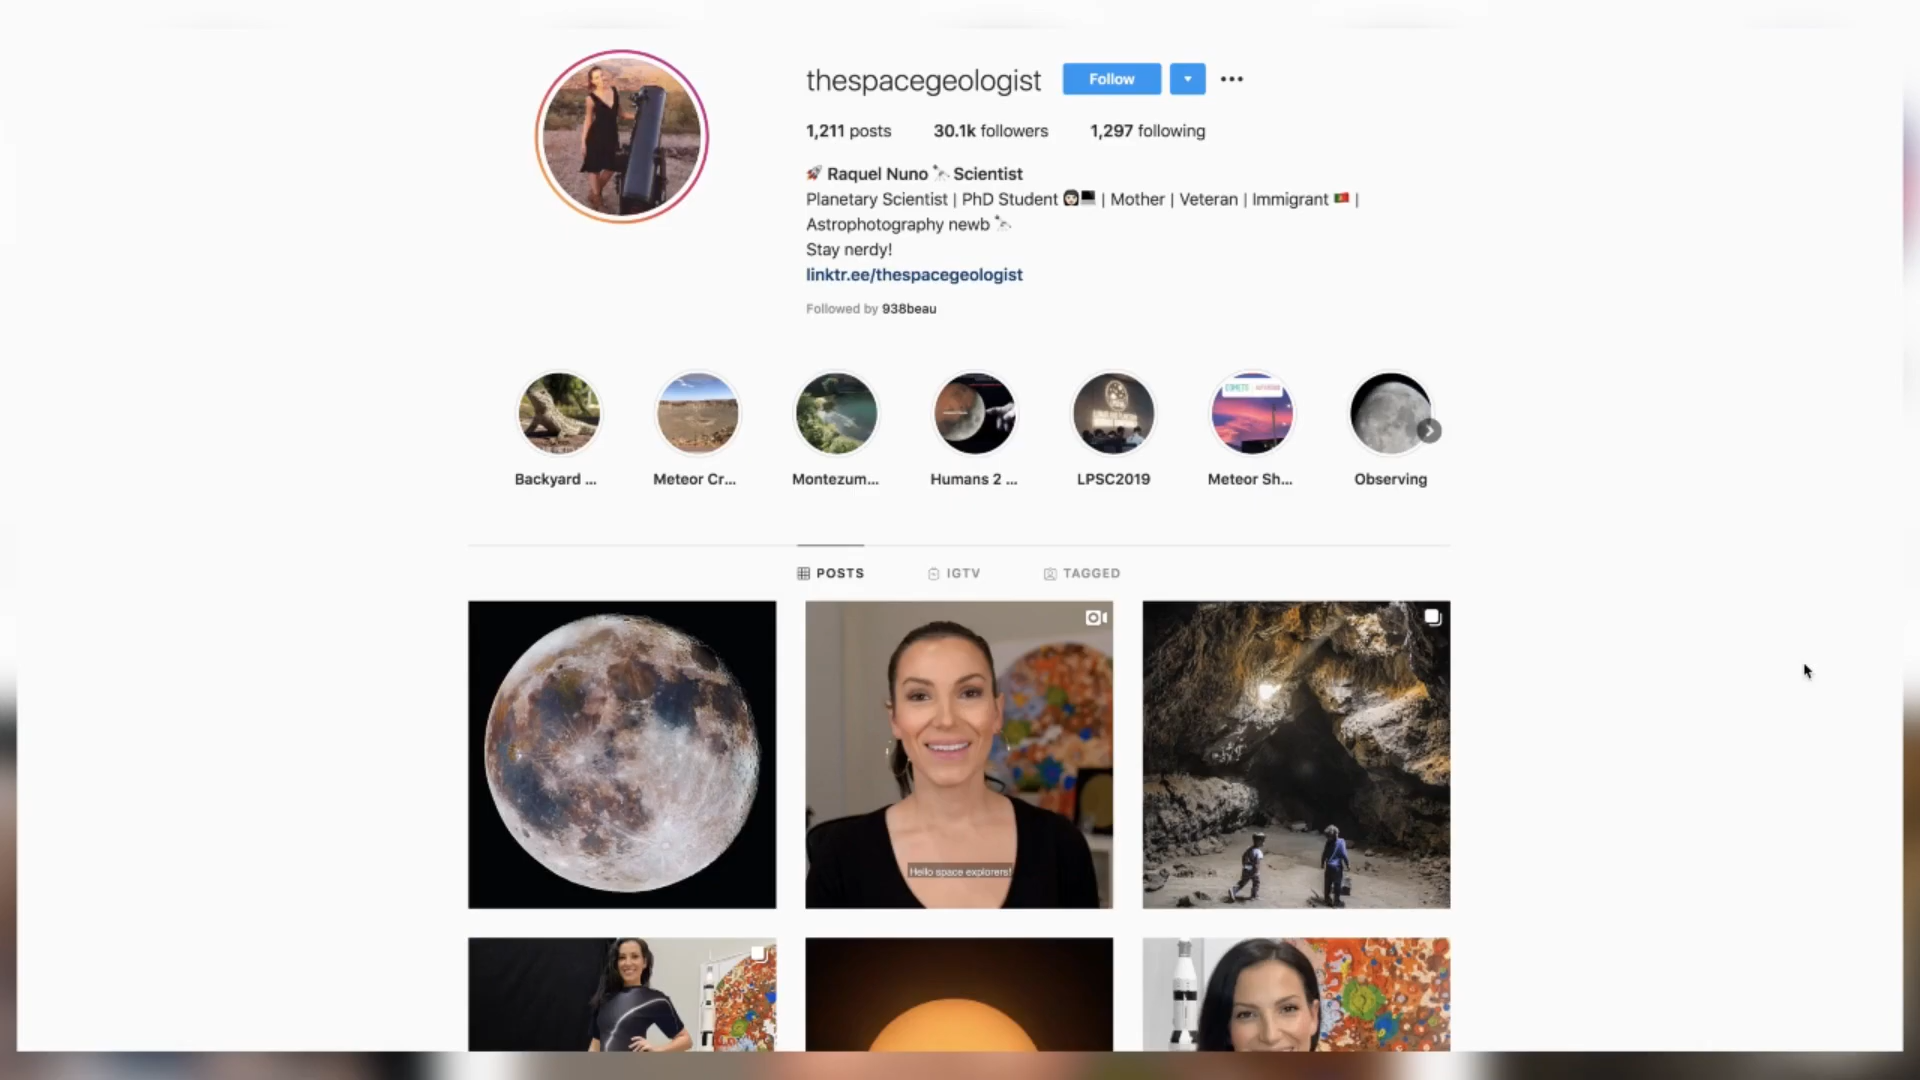 thespacegeologist Follow
1,211 posts 30.1k followers 1,297 following
🚀 Raquel Nuno 🔭 Scientist
Planetary Scientist | PhD Student 👩🏻‍💻 | Mother | Veteran | Immigrant 🇵🇹 |
Astrophotography newb 🔭
Stay nerdy!
linktr.ee/thespacegeologist
Followed by 938beau
Backyard ... Meteor Cr... Montezum... Humans 2 ... LPSC2019 Meteor Sh... Observing
POSTS IGTV TAGGED
Hello space explorers!